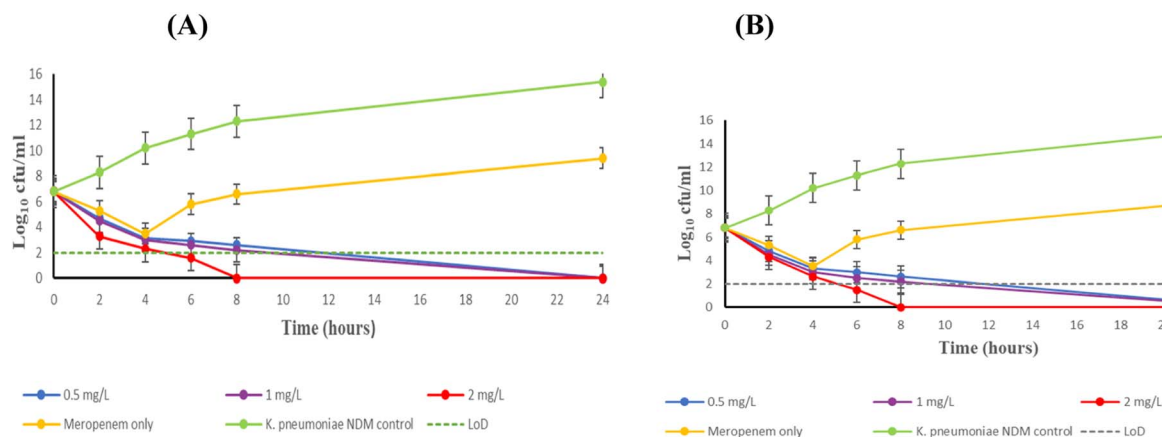 (A)
(B)
Log10 cfu/ml
16
14
12
10
8
6
4
2
0
0 2 4 6 8 10 12 14 16 18 20 22 24
Time (hours)
0.5 mg/L 1 mg/L 2 mg/L
Meropenem only K. pneumoniae NDM control LoD
Log10 cfu/ml
16
14
12
10
8
6
4
2
0
0 2 4 6 8 10 12 14 16 18
Time (hours)
0.5 mg/L 1 mg/L 2 mg/L
Meropenem only K. pneumoniae NDM control LoD